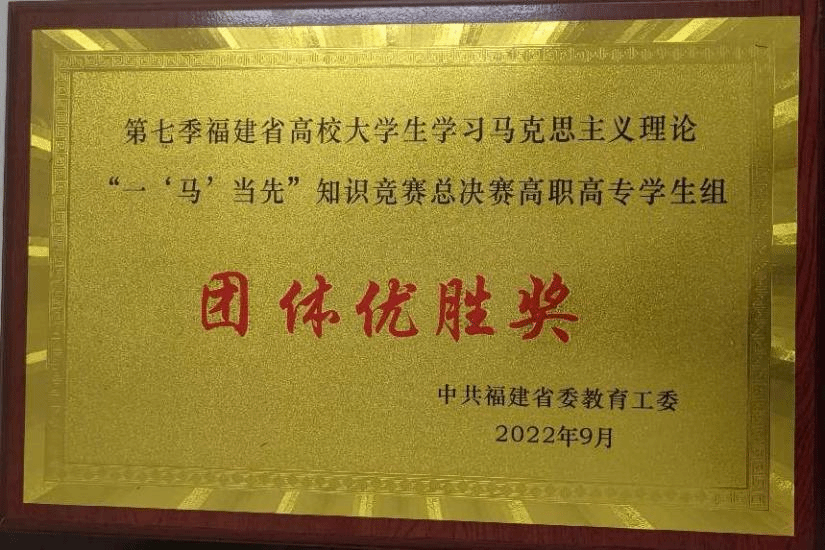 第七季福建省高校大学生学习马克思主义理论
“一‘马’当先”知识竞赛总决赛高职高专学生组
团体优胜奖
中共福建省委教育工委
2022年9月